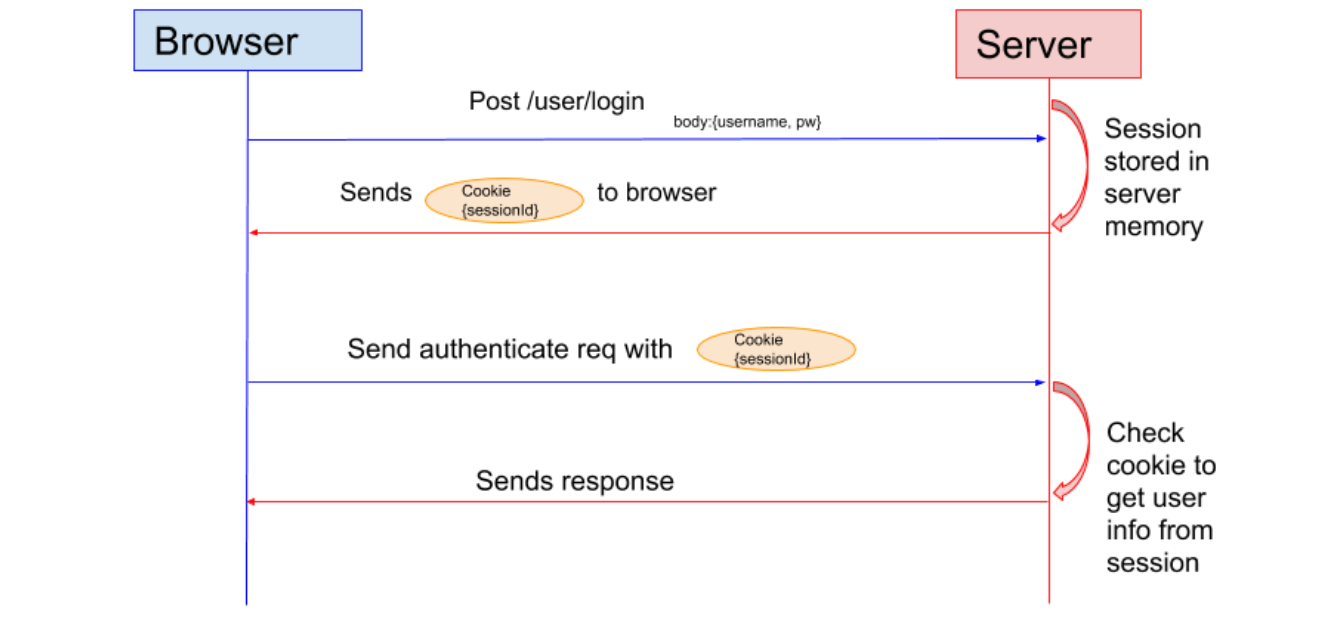 Browser
Server
Post /user/login
body:{username, pw}
Session
stored in
server
memory
Sends
Cookie
{sessionId}
to browser
Send authenticate req with
Cookie
{sessionId}
Check
cookie to
get user
info from
session
Sends response